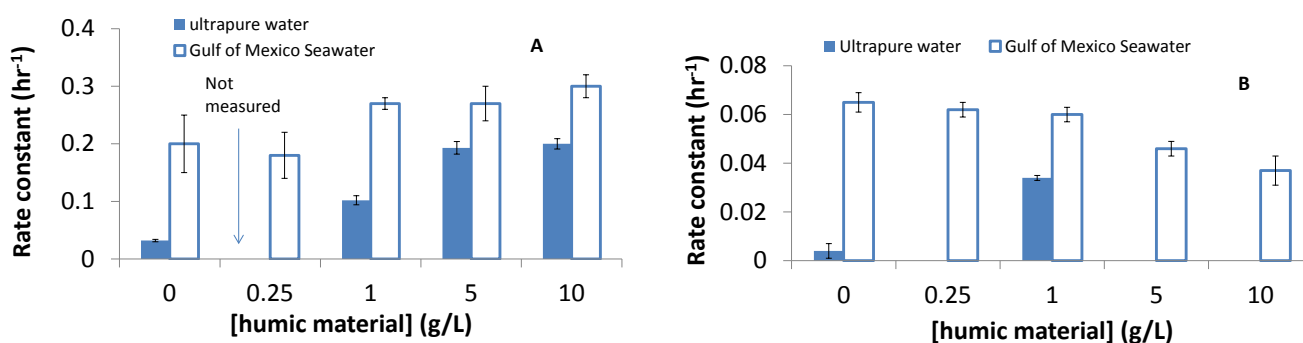 ultrapure water
Gulf of Mexico Seawater
A
Not
measured
0.4
0.3
0.2
0.1
0
Rate constant (hr-1)
0 0.25 1 5 10
[humic material] (g/L)
Ultrapure water Gulf of Mexico Seawater
B
0.08
0.06
0.04
0.02
0
Rate constant (hr-1)
0 0.25 1 5 10
[humic material] (g/L)